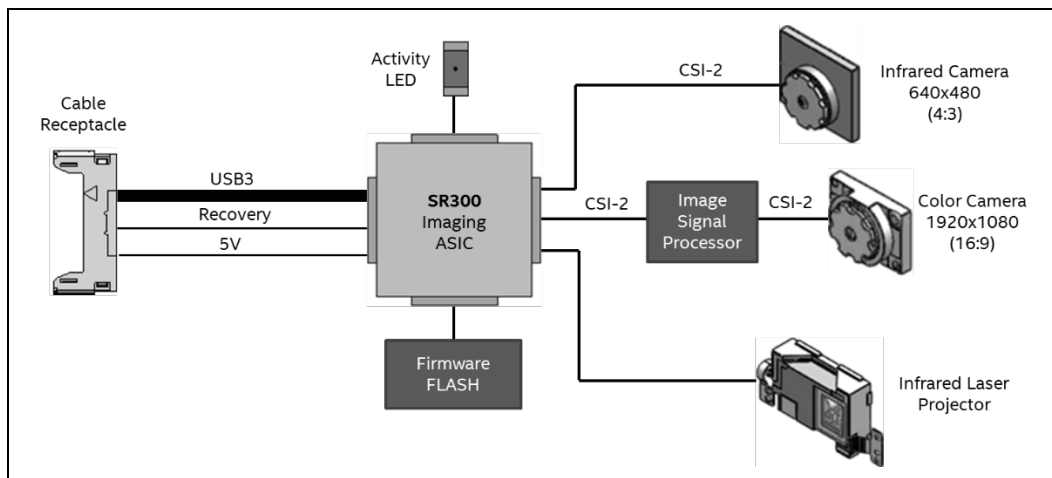 Activity
LED
CSI-2
Infrared Camera
640x480
(4:3)
Cable
Receptacle
USB3
Recovery
5V
SR300
Imaging
ASIC
CSI-2
Image
Signal
Processor
CSI-2
Color Camera
1920x1080
(16:9)
Firmware
FLASH
Infrared Laser
Projector